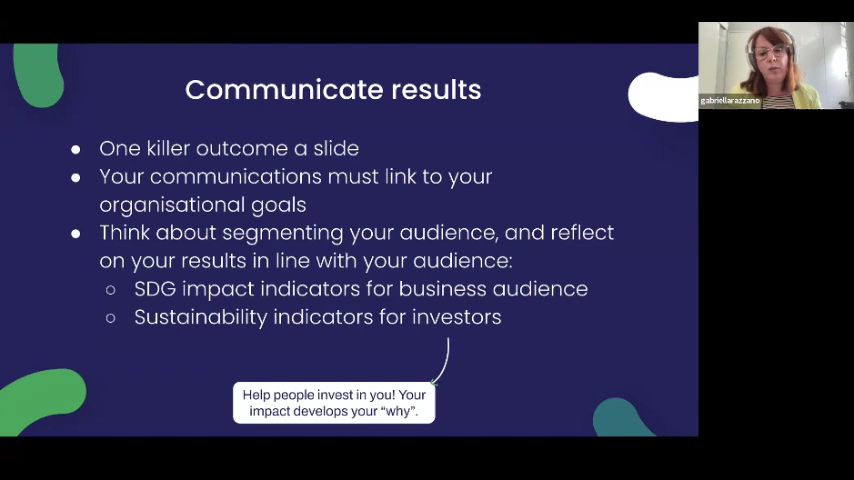 Communicate results
● One killer outcome a slide
● Your communications must link to your
organisational goals
● Think about segmenting your audience, and reflect
on your results in line with your audience:
○ SDG impact indicators for business audience
○ Sustainability indicators for investors
Help people invest in you! Your
impact develops your “why”.
gabriellarazzano